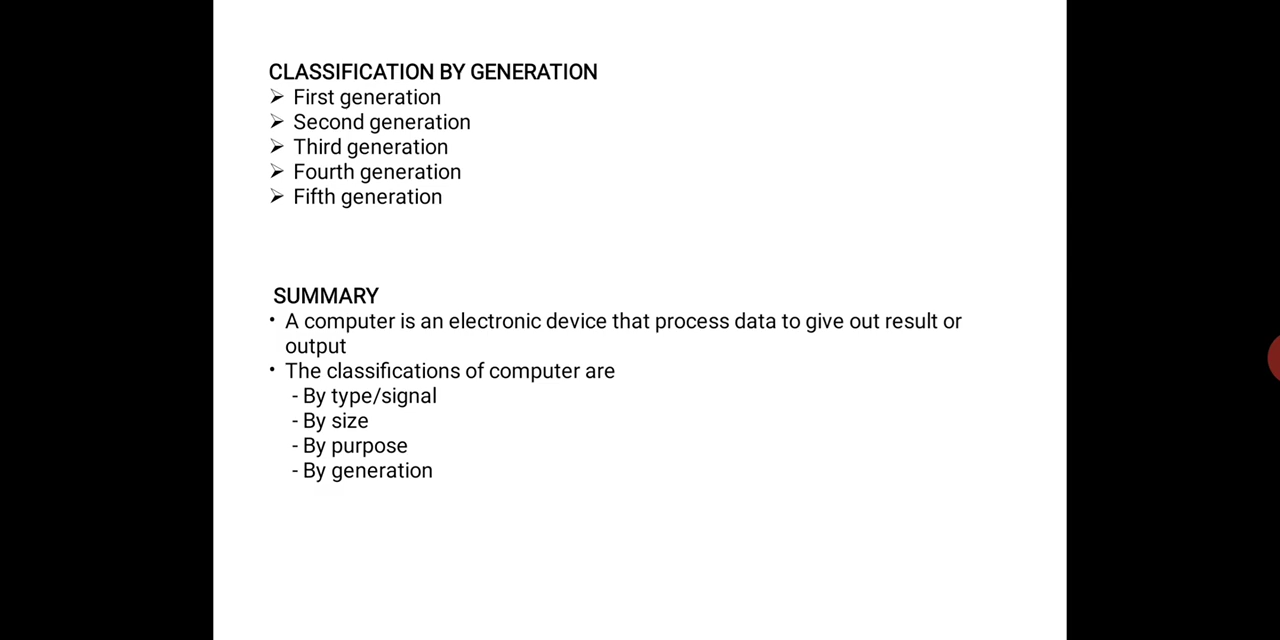 CLASSIFICATION BY GENERATION
➢ First generation
➢ Second generation
➢ Third generation
➢ Fourth generation
➢ Fifth generation
SUMMARY
• A computer is an electronic device that process data to give out result or
output
• The classifications of computer are
- By type/signal
- By size
- By purpose
- By generation